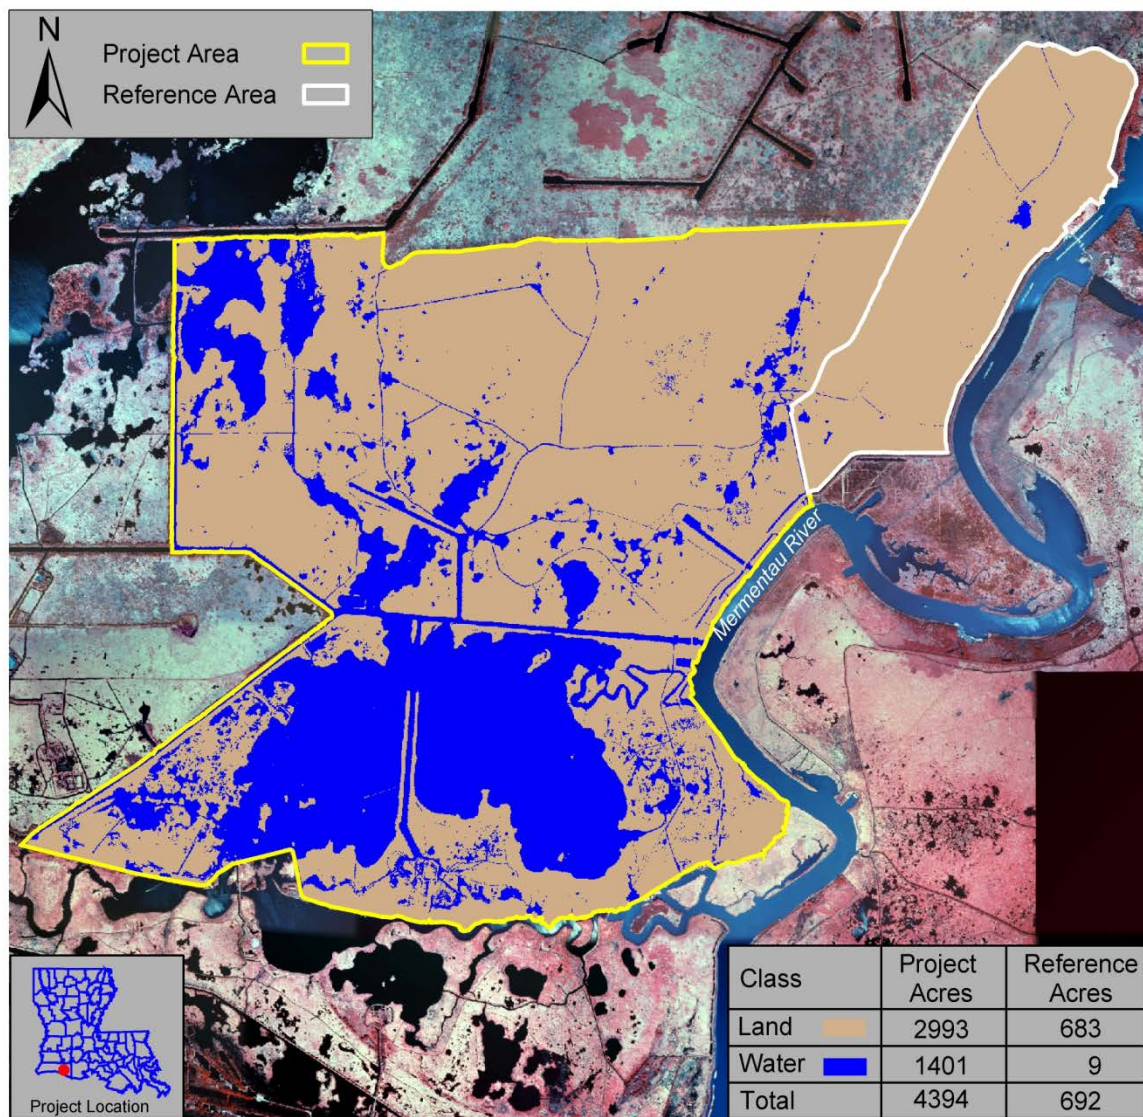 N
Project Area
Reference Area
Mermentau River
Project Location
Class Project Acres Reference Acres
Land 2993 683
Water 1401 9
Total 4394 692